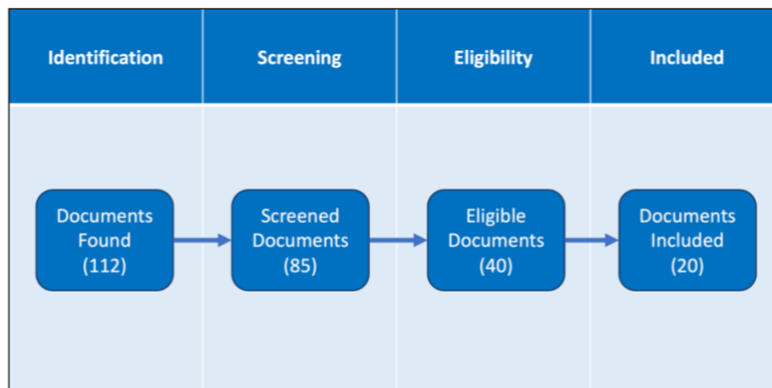 Identification
Screening
Eligibility
Included
Documents
Found
(112)
Screened
Documents
(85)
Eligible
Documents
(40)
Documents
Included
(20)